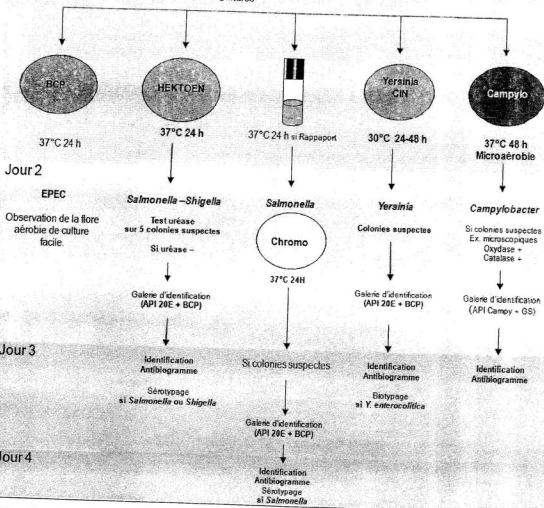 BCP
HEKTOEN
Yersinia
CIN
Campylo
37°C 24 h
37°C 24 h
37°C 24 h si Rappaport
30°C 24-48 h
37°C 48 h
Microaérobie
Jour 2
EPEC
Observation de la flore
aérobie de culture
facile.
Salmonella – Shigella
Test uréase
sur 5 colonies suspectes
Si uréase –
Galerie d'identification
(API 20E + BCP)
Salmonella
Chromo
37°C 24H
Yersinia
Colonies suspectes
Galerie d'identification
(API 20E + BCP)
Campylobacter
Si colonies suspectes
Ex. microscopiques
Oxydase +
Catalase +
Galerie d'identification
(API Campy + GS)
Jour 3
Identification
Antibiogramme
Sérotypage
si Salmonella ou Shigella
Si colonies suspectes
Galerie d'identification
(API 20E + BCP)
Identification
Antibiogramme
Biotypage
si Y. enterocolitica
Identification
Antibiogramme
Jour 4
Identification
Antibiogramme
Sérotypage
si Salmonella